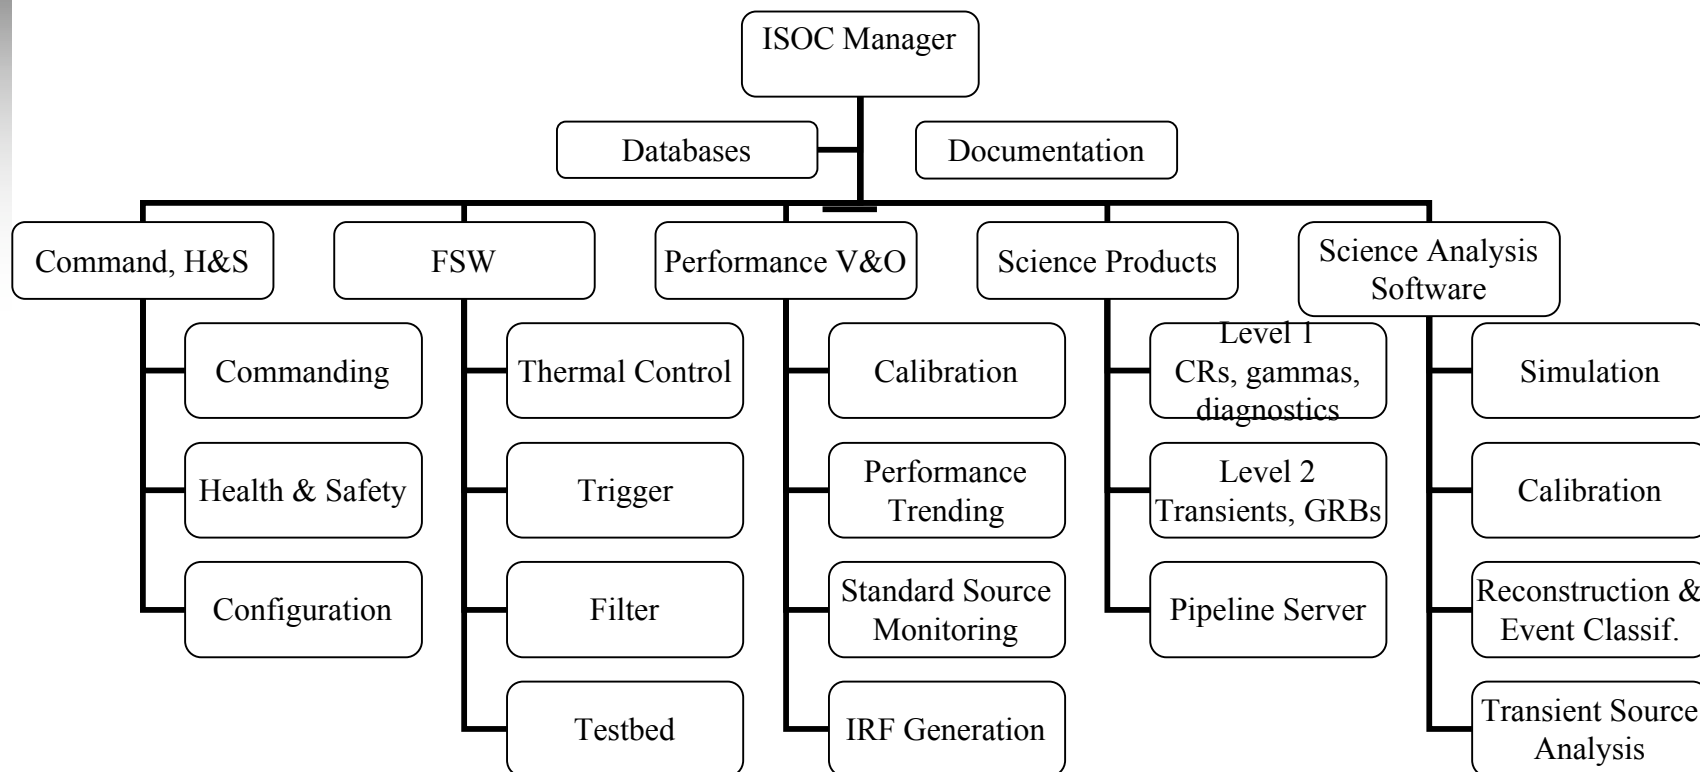 ISOC Manager
Databases
Documentation
Command, H&S
FSW
Performance V&O
Science Products
Science Analysis
Software
Commanding
Health & Safety
Configuration
Thermal Control
Trigger
Filter
Testbed
Calibration
Performance
Trending
Standard Source
Monitoring
IRF Generation
Level 1
CRs, gammas,
diagnostics
Level 2
Transients, GRBs
Pipeline Server
Simulation
Calibration
Reconstruction &
Event Classif.
Transient Source
Analysis